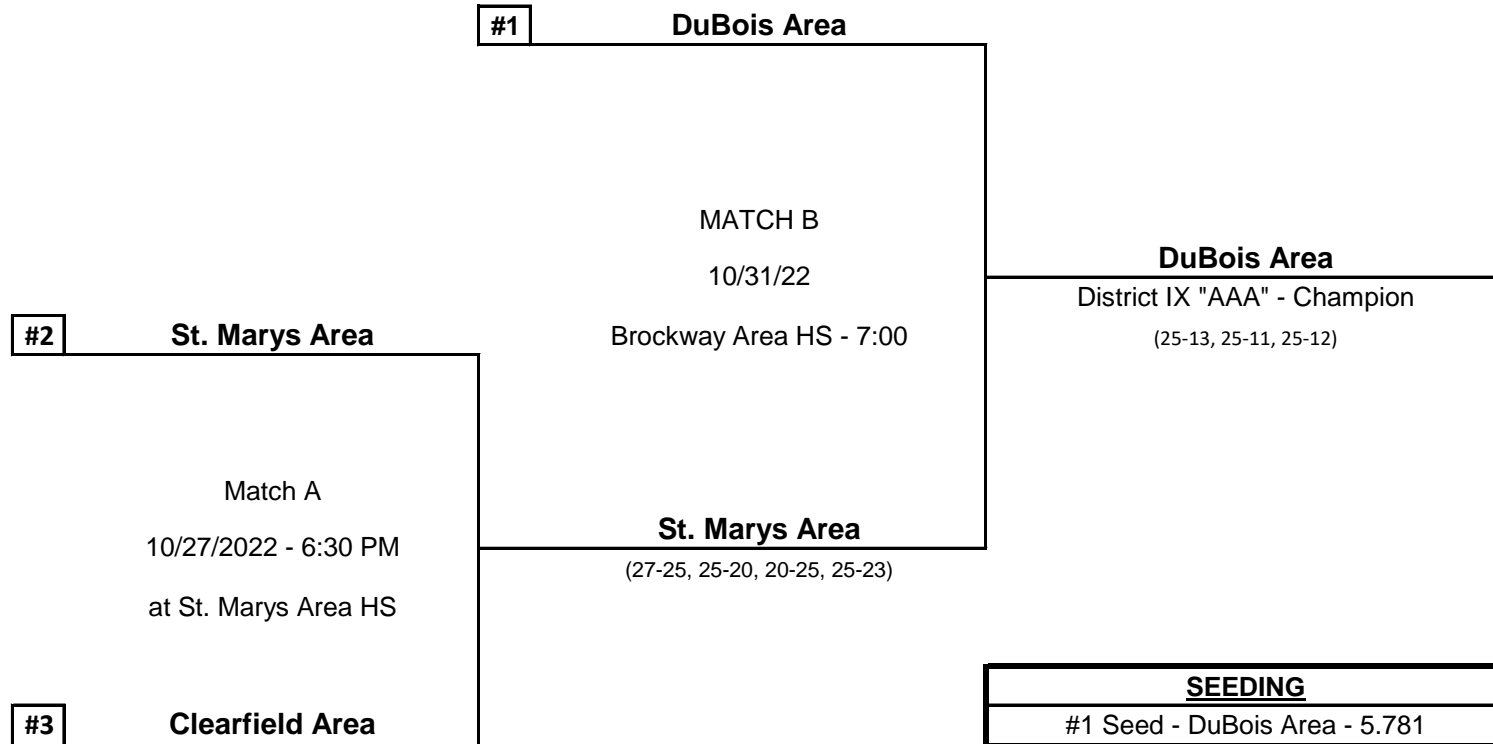 #1 DuBois Area
MATCH B
10/31/22
Brockway Area HS - 7:00
DuBois Area
District IX "AAA" - Champion
(25-13, 25-11, 25-12)
#2 St. Marys Area
Match A
10/27/2022 - 6:30 PM
at St. Marys Area HS
St. Marys Area
(27-25, 25-20, 20-25, 25-23)
#3 Clearfield Area
SEEDING
#1 Seed - DuBois Area - 5.781